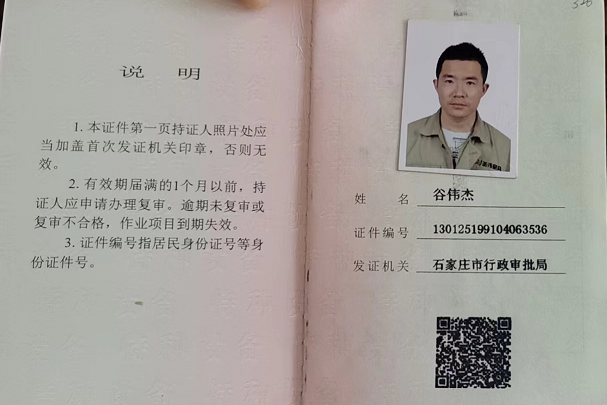 说 明
1. 本证件第一页持证人照片处应
当加盖首次发证机关印章，否则无
效。
2. 有效期届满的1个月以前，持
证人应申请办理复审。逾期未复审或
复审不合格，作业项目到期失效。
3. 证件编号指居民身份证号等身
份证件号。
姓 名 谷伟杰
证件编号 130125199104063536
发证机关 石家庄市行政审批局